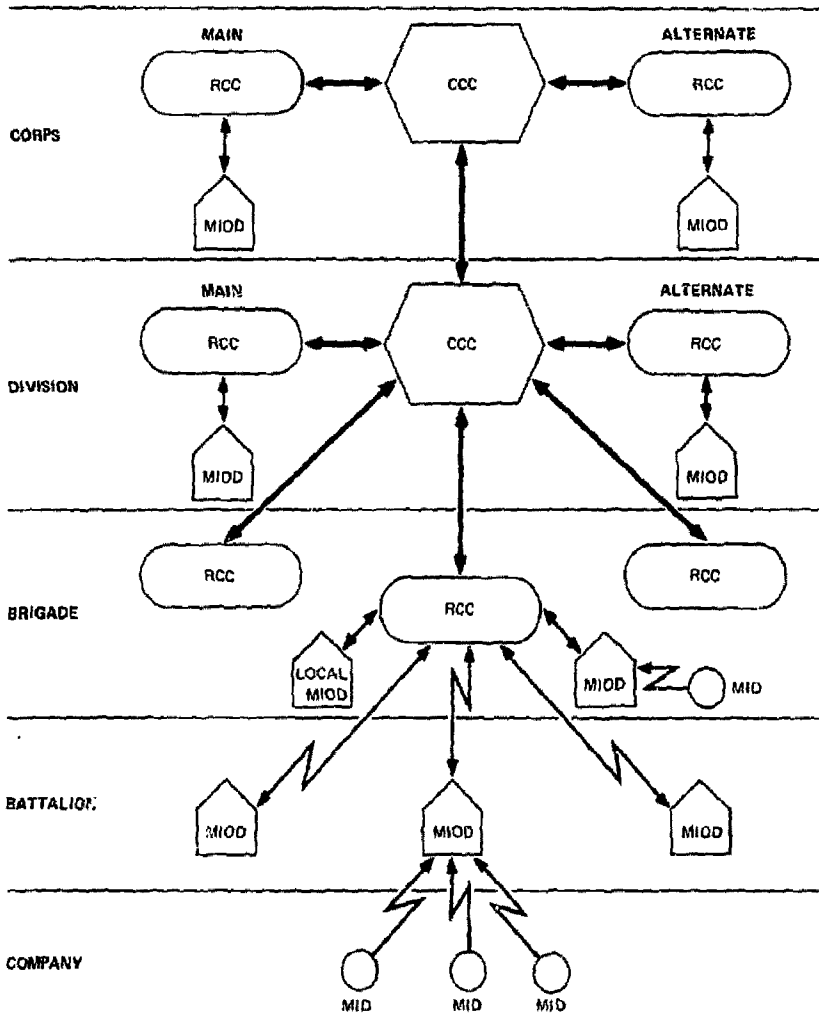 MAIN
ALTERNATE
RCC
CCC
RCC
CORPS
MIOD
MIOD
MAIN
ALTERNATE
RCC
CCC
RCC
DIVISION
MIOD
MIOD
RCC
RCC
RCC
BRIGADE
LOCAL
MIOD
MIOD
MID
BATTALION
MIOD
MIOD
MIOD
COMPANY
MID
MID
MID